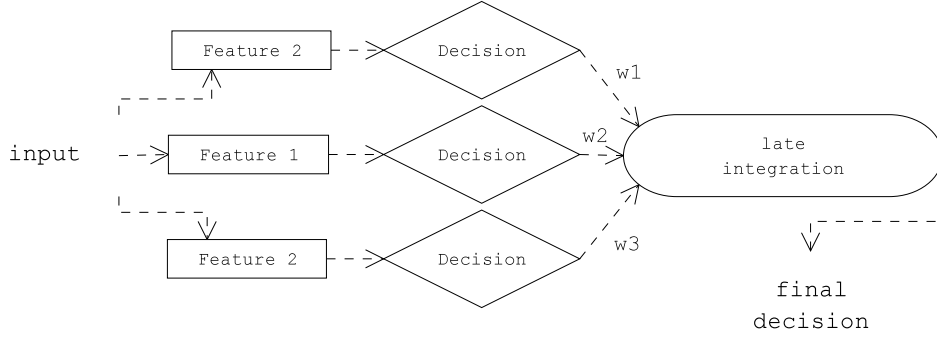 Feature 2
Decision
w1
input
Feature 1
Decision
w2
late
integration
Feature 2
Decision
w3
final
decision